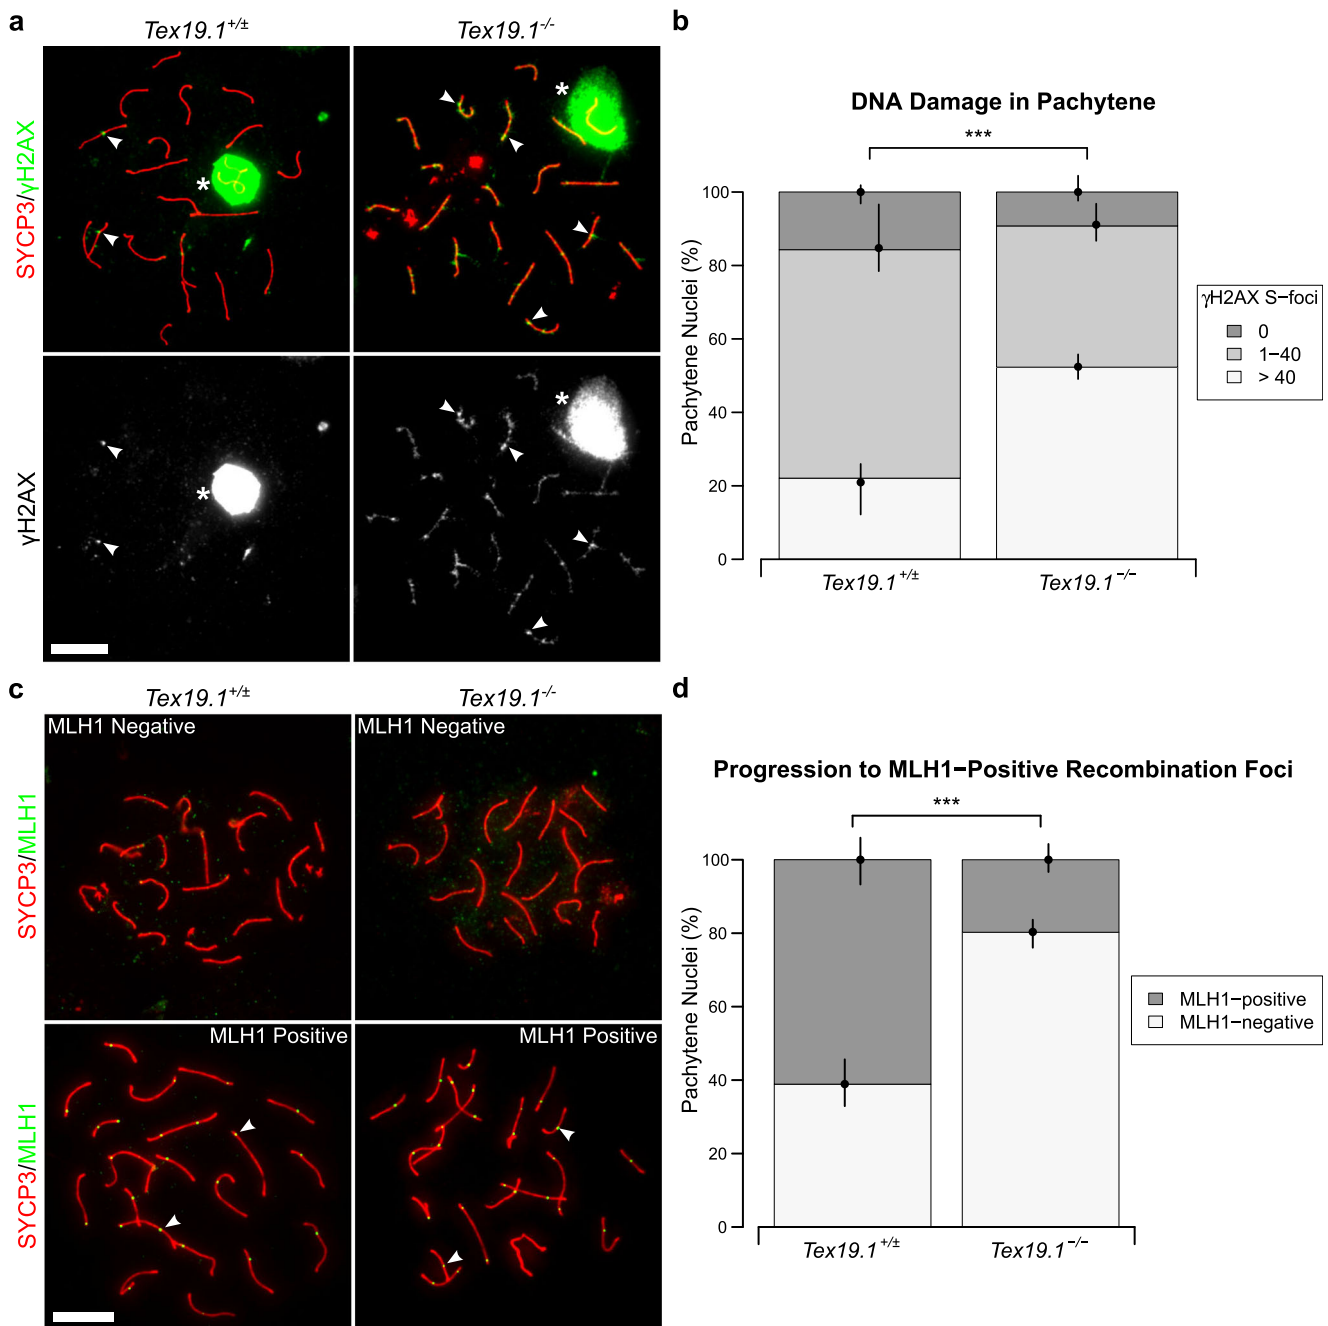 a
Tex19.1+/±
Tex19.1-/-
SYCP3/γH2AX
*
*
γH2AX
*
*
b
DNA Damage in Pachytene
***
Pachytene Nuclei (%)
100
80
60
40
20
0
Tex19.1+/±
Tex19.1−/−
γH2AX S−foci
0
1−40
> 40
c
Tex19.1+/±
Tex19.1-/-
MLH1 Negative
MLH1 Negative
SYCP3/MLH1
MLH1 Positive
MLH1 Positive
SYCP3/MLH1
d
Progression to MLH1−Positive Recombination Foci
***
Pachytene Nuclei (%)
100
80
60
40
20
0
Tex19.1+/±
Tex19.1−/−
MLH1−positive
MLH1−negative